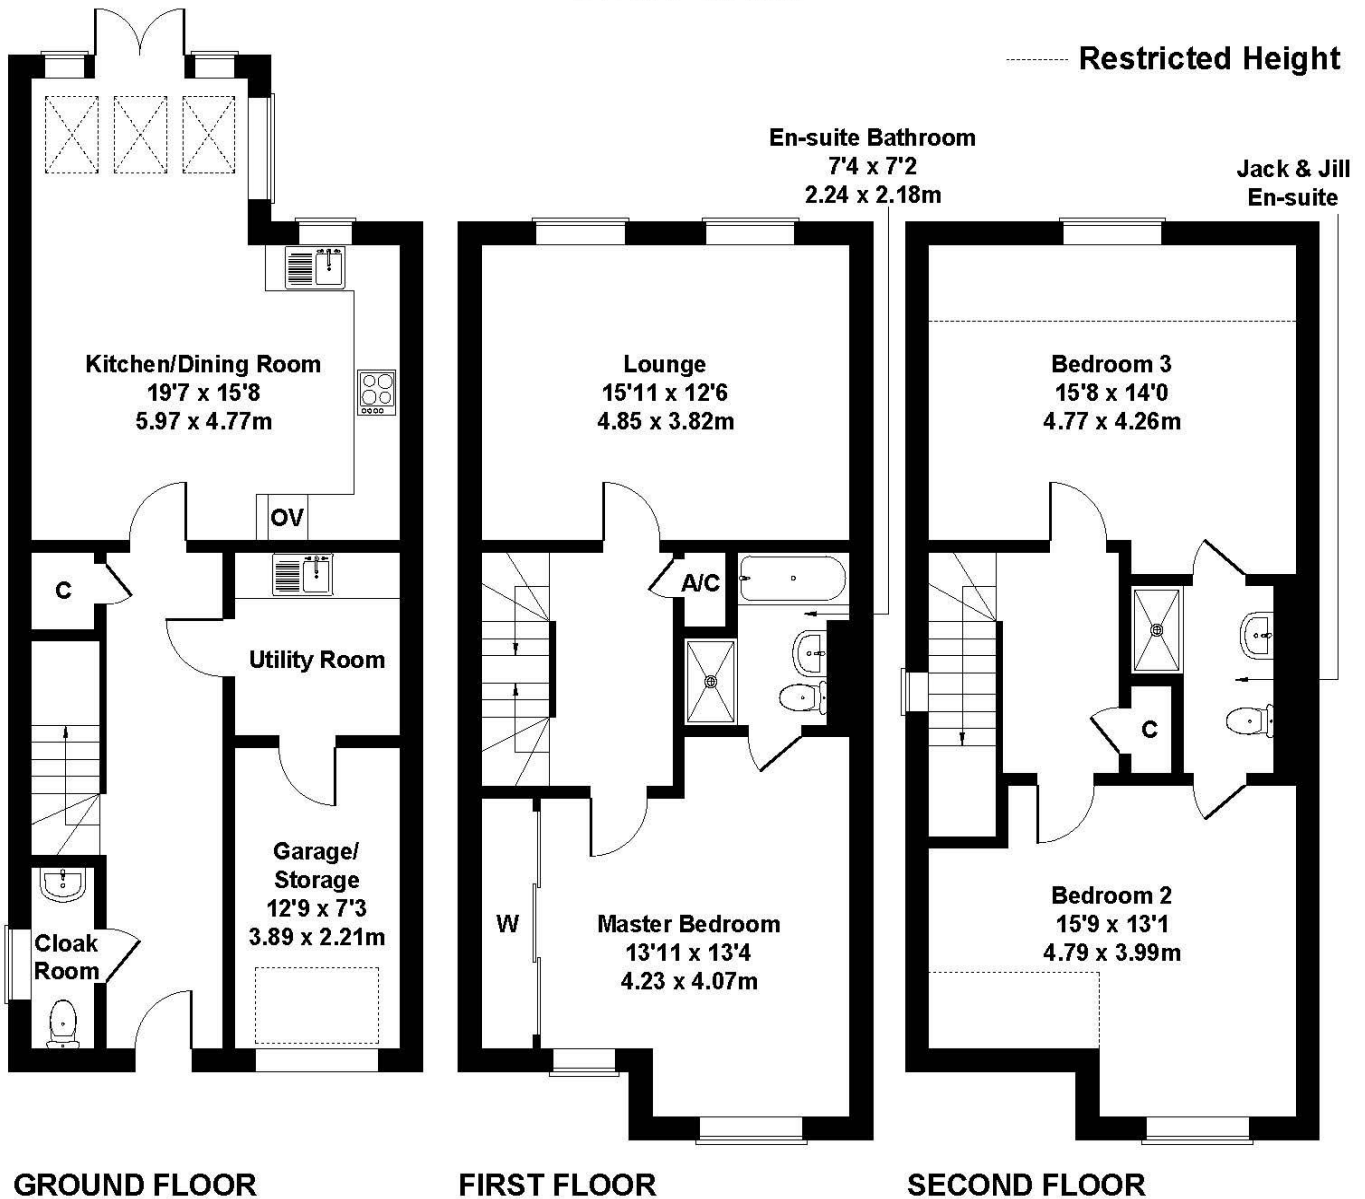 Restricted Height
En-suite Bathroom
7'4 x 7'2
2.24 x 2.18m
Jack & Jill
En-suite
Kitchen/Dining Room
19'7 x 15'8
5.97 x 4.77m
OV
C
Utility Room
Garage/
Storage
12'9 x 7'3
3.89 x 2.21m
Cloak
Room
Lounge
15'11 x 12'6
4.85 x 3.82m
A/C
W
Master Bedroom
13'11 x 13'4
4.23 x 4.07m
Bedroom 3
15'8 x 14'0
4.77 x 4.26m
C
Bedroom 2
15'9 x 13'1
4.79 x 3.99m
GROUND FLOOR
FIRST FLOOR
SECOND FLOOR